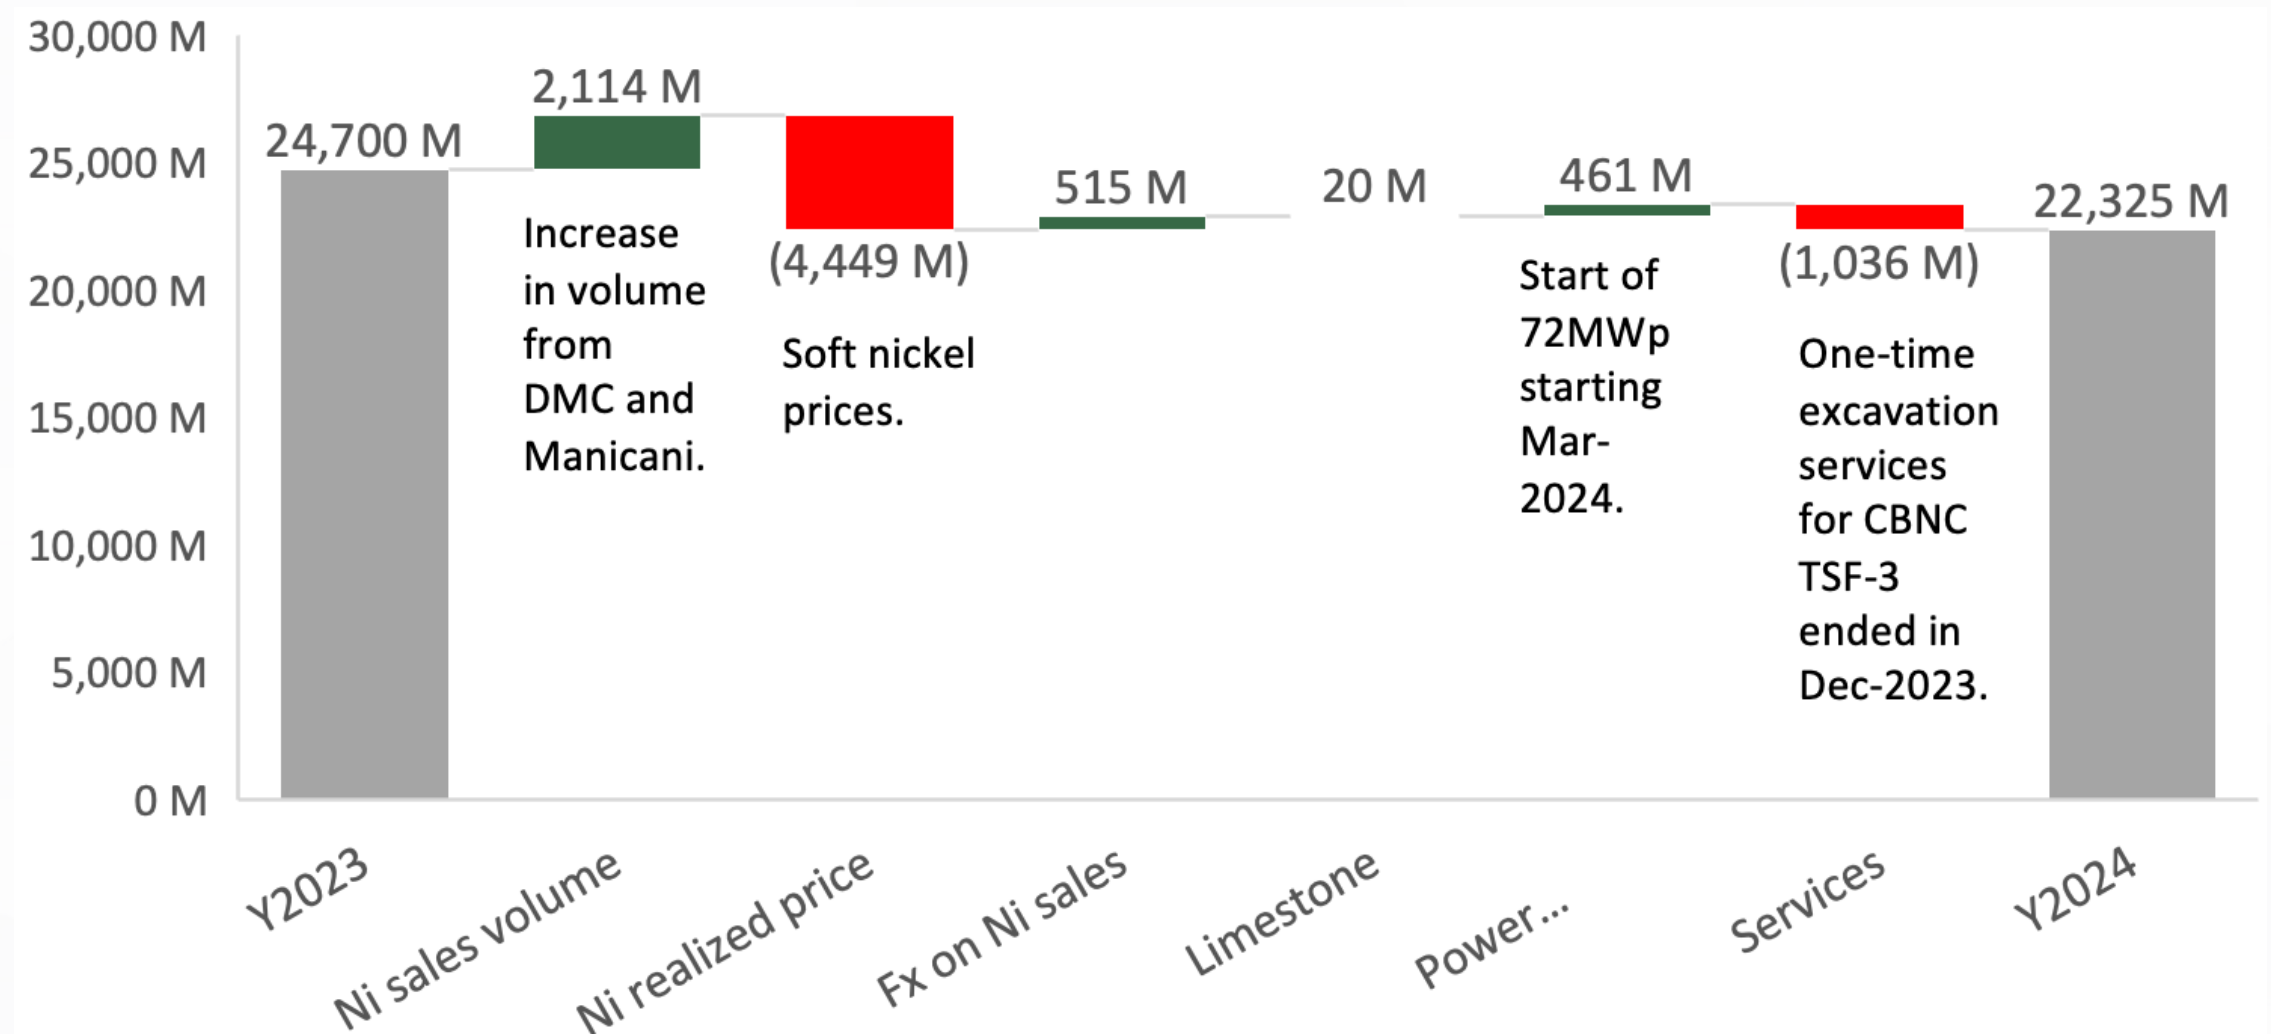 30,000 M
25,000 M
20,000 M
15,000 M
10,000 M
5,000 M
0 M
24,700 M
2,114 M
Increase
in volume
from
DMC and
Manicani.
(4,449 M)
Soft nickel
prices.
515 M
20 M
461 M
Start of
72MWp
starting
Mar-
2024.
(1,036 M)
One-time
excavation
services
for CBNC
TSF-3
ended in
Dec-2023.
22,325 M
Y2023
Ni sales volume
Ni realized price
Fx on Ni sales
Limestone
Power...
Services
Y2024